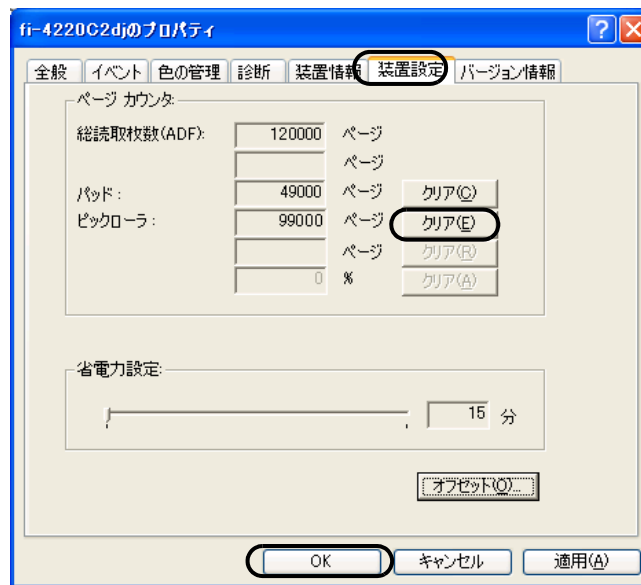 fi-4220C2djのプロパティ
全般 イベント 色の管理 診断 装置情報 装置設定 バージョン情報
ページ カウンタ:
総読取枚数(ADF): 120000 ページ
ページ
パッド: 49000 ページ クリア(C)
ピックローラ: 99000 ページ クリア(E)
ページ クリア(R)
0 % クリア(A)
省電力設定:
15 分
オフセット(O)...
OK キャンセル 適用(A)